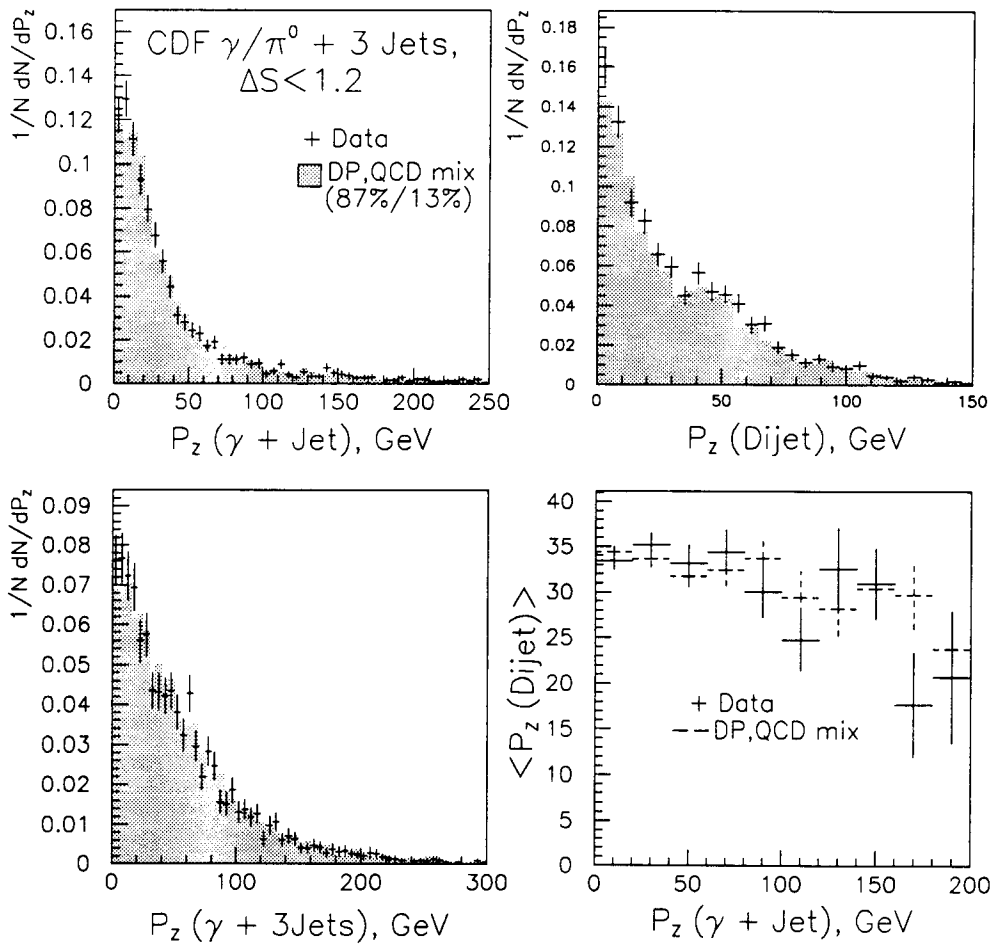 1/N dN/dP_z
0.16
0.14
0.12
0.1
0.08
0.06
0.04
0.02
0
CDF γ/π⁰ + 3 Jets,
ΔS<1.2
+ Data
DP,QCD mix
(87%/13%)
0 50 100 150 200 250
P_z (γ + Jet), GeV
1/N dN/dP_z
0.18
0.16
0.14
0.12
0.1
0.08
0.06
0.04
0.02
0
0 50 100 150
P_z (Dijet), GeV
1/N dN/dP_z
0.09
0.08
0.07
0.06
0.05
0.04
0.03
0.02
0.01
0
0 100 200 300
P_z (γ + 3Jets), GeV
<P_z (Dijet)>
40
35
30
25
20
15
10
5
0
+ Data
DP,QCD mix
0 50 100 150 200
P_z (γ + Jet), GeV